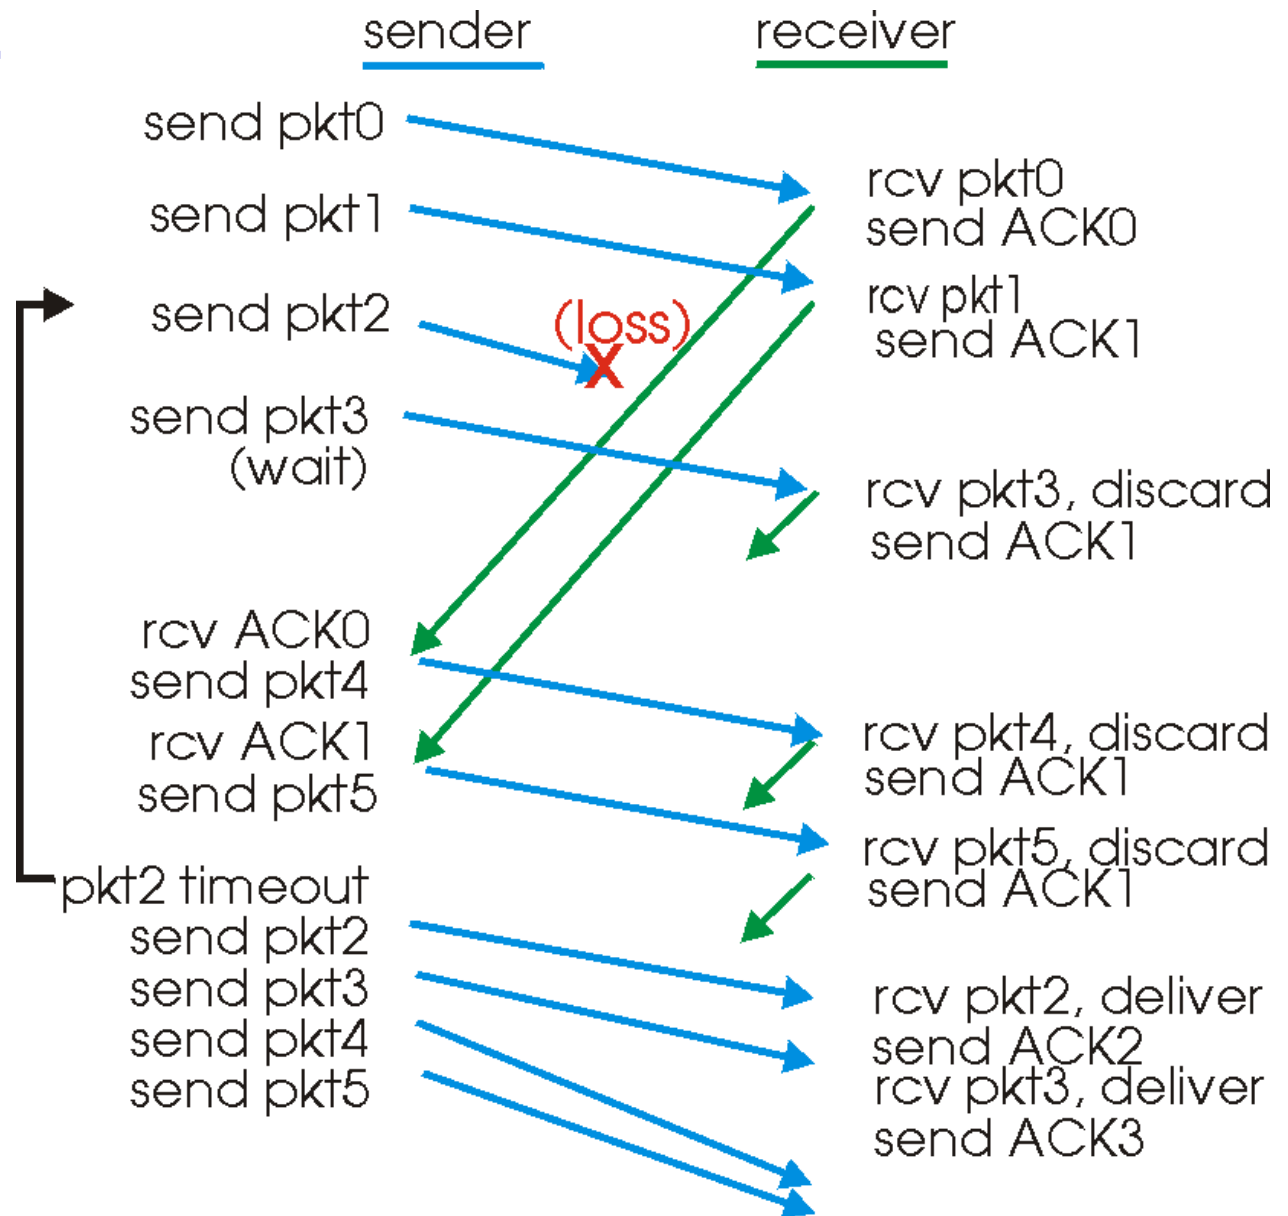 sender
receiver
send pkt0
send pkt1
send pkt2
(loss)
X
send pkt3
(wait)
rcv ACK0
send pkt4
rcv ACK1
send pkt5
pkt2 timeout
send pkt2
send pkt3
send pkt4
send pkt5
rcv pkt0
send ACK0
rcv pkt1
send ACK1
rcv pkt3, discard
send ACK1
rcv pkt4, discard
send ACK1
rcv pkt5, discard
send ACK1
rcv pkt2, deliver
send ACK2
rcv pkt3, deliver
send ACK3